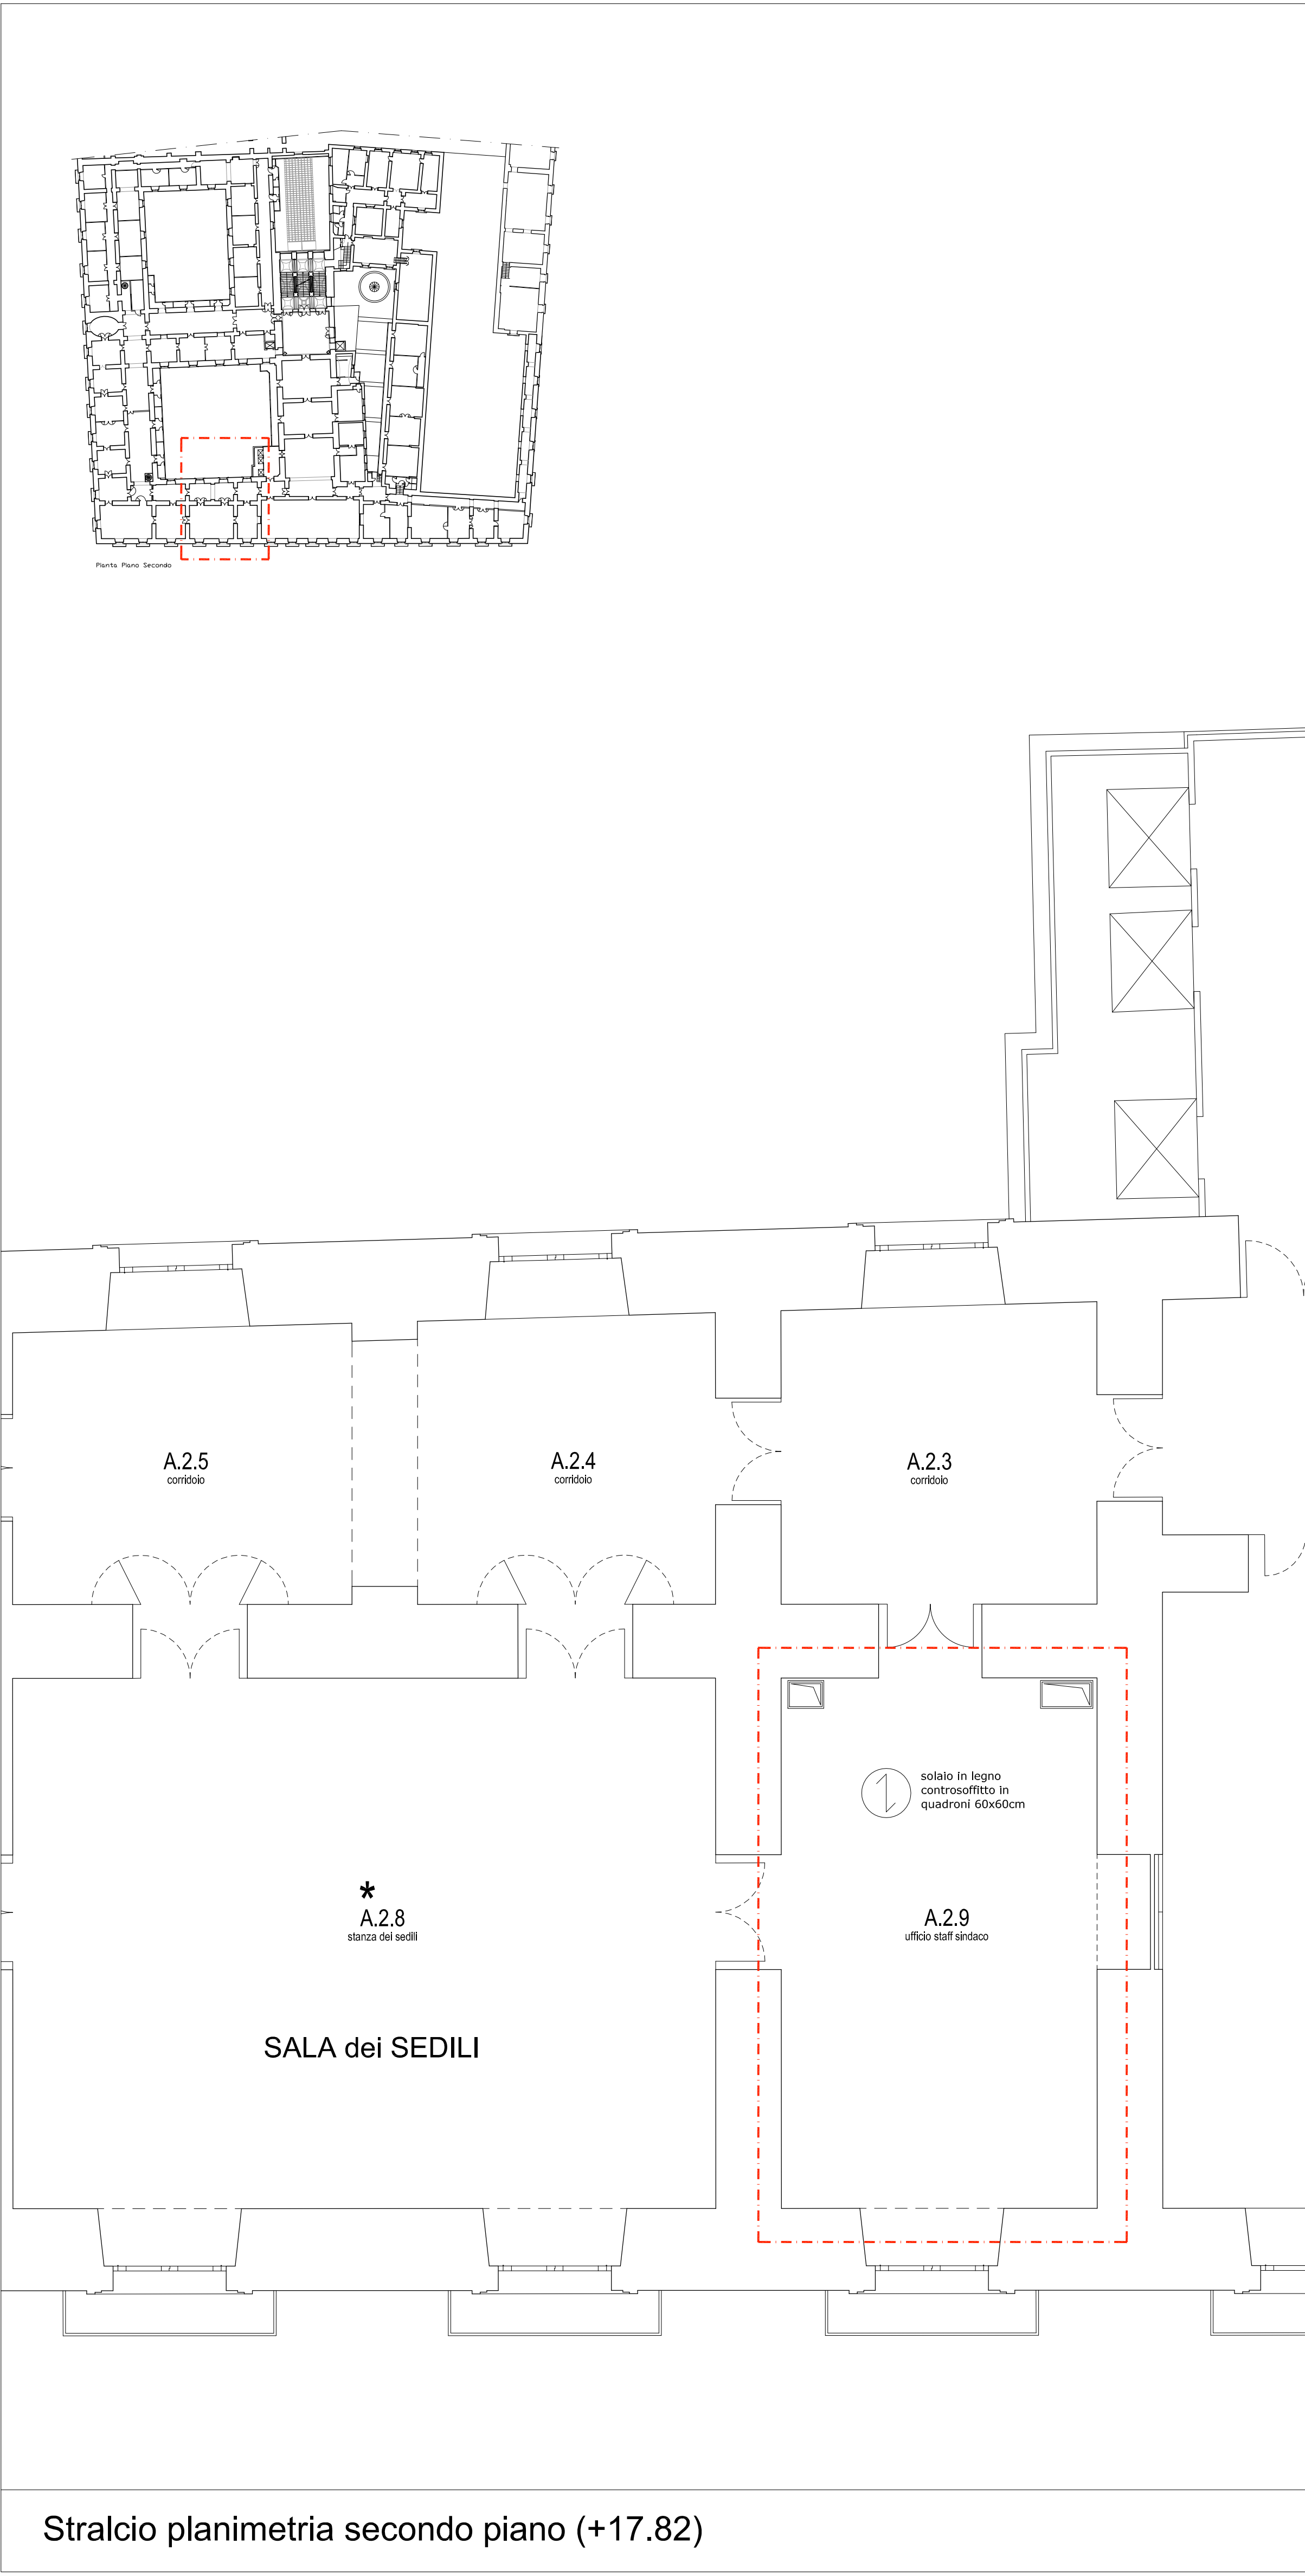 Pianta Piano Secondo
A.2.5
corridoio
A.2.4
corridoio
A.2.3
corridoio
solaio in legno
controsoffitto in
quadroni 60x60cm
*
A.2.8
stanza dei sedili
A.2.9
ufficio staff sindaco
SALA dei SEDILI
Stralcio planimetria secondo piano (+17.82)